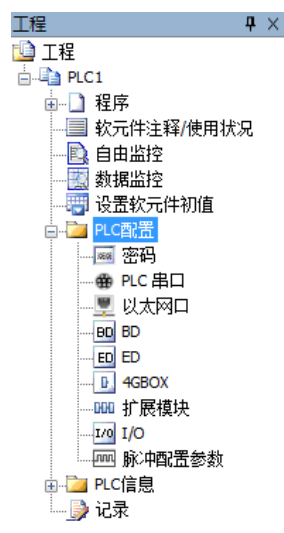 工程
工程
PLC1
程序
软元件注释/使用状况
自由监控
数据监控
设置软元件初值
PLC配置
密码
PLC 串口
以太网口
BD BD
ED ED
4GBOX
扩展模块
I/O I/O
脉冲配置参数
PLC信息
记录